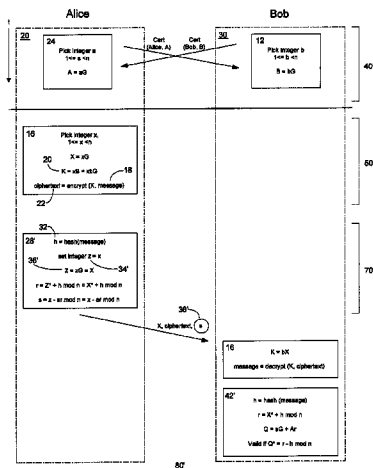 Alice
Bob
20
24
Pick integer a
1<= a <n
A = aG
Cert
(Alice, A)
Cert
(Bob, B)
30
12
Pick integer b
1<= b <n
B = bG
40
16
Pick integer x,
1<= x <n
X = xG
20
18
K = xB = xbG
ciphertext = encrypt (X, message)
22
50
32
28'
h = hash(message)
set integer z = x
36'
34'
Z = zG = X
r = Z* + h mod n = X* + h mod n
s = z - ar mod n = x - ar mod n
70
38'
X, ciphertext, s
16
K = bX
message = decrypt (K, ciphertext)
42'
h = hash (message)
r = X* + h mod n
Q = sG + Ar
Valid if Q* = r - h mod n
80'